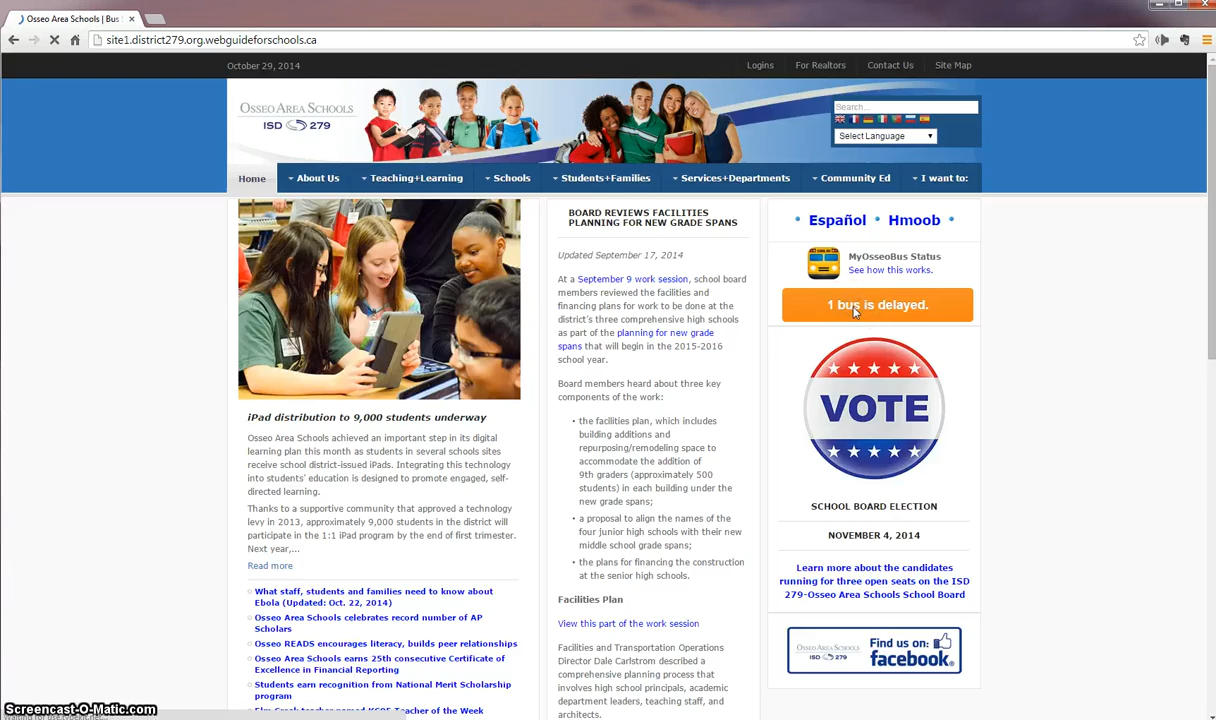 Osseo Area Schools | Bus
site1.district279.org.webguideforschools.ca
October 29, 2014
Logins
For Realtors
Contact Us
Site Map
OSSEO AREA SCHOOLS
ISD 279
Search...
Select Language
Home
About Us
Teaching+Learning
Schools
Students+Families
Services+Departments
Community Ed
I want to:
iPad distribution to 9,000 students underway
Osseo Area Schools achieved an important step in its digital
learning plan this month as students in several schools sites
receive school district-issued iPads. Integrating this technology
into students' education is designed to promote engaged, self-
directed learning.
Thanks to a supportive community that approved a technology
levy in 2013, approximately 9,000 students in the district will
participate in the 1:1 iPad program by the end of first trimester.
Next year,...
Read more
What staff, students and families need to know about
Ebola (Updated: Oct. 22, 2014)
Osseo Area Schools celebrates record number of AP
Scholars
Osseo READS encourages literacy, builds peer relationships
Osseo Area Schools earns 25th consecutive Certificate of
Excellence in Financial Reporting
Students earn recognition from National Merit Scholarship
program
Elm Creek teacher named KS95 Teacher of the Week
BOARD REVIEWS FACILITIES
PLANNING FOR NEW GRADE SPANS
Updated September 17, 2014
At a September 9 work session, school board
members reviewed the facilities and
financing plans for work to be done at the
district's three comprehensive high schools
as part of the planning for new grade
spans that will begin in the 2015-2016
school year.
Board members heard about three key
components of the work:
• the facilities plan, which includes
building additions and
repurposing/remodeling space to
accommodate the addition of
9th graders (approximately 500
students) in each building under the
new grade spans;
• a proposal to align the names of the
four junior high schools with their new
middle school grade spans;
• the plans for financing the construction
at the senior high schools.
Facilities Plan
View this part of the work session
Facilities and Transportation Operations
Director Dale Carlstrom described a
comprehensive planning process that
involves high school principals, academic
department leaders, teaching staff, and
architects.
• Español • Hmoob •
MyOsseoBus Status
See how this works.
1 bus is delayed.
VOTE
SCHOOL BOARD ELECTION
NOVEMBER 4, 2014
Learn more about the candidates
running for three open seats on the ISD
279-Osseo Area Schools School Board
OSSEO AREA SCHOOLS
ISD 279
Find us on:
facebook.
Screencast-O-Matic.com
Waiting for use.typekit.net...